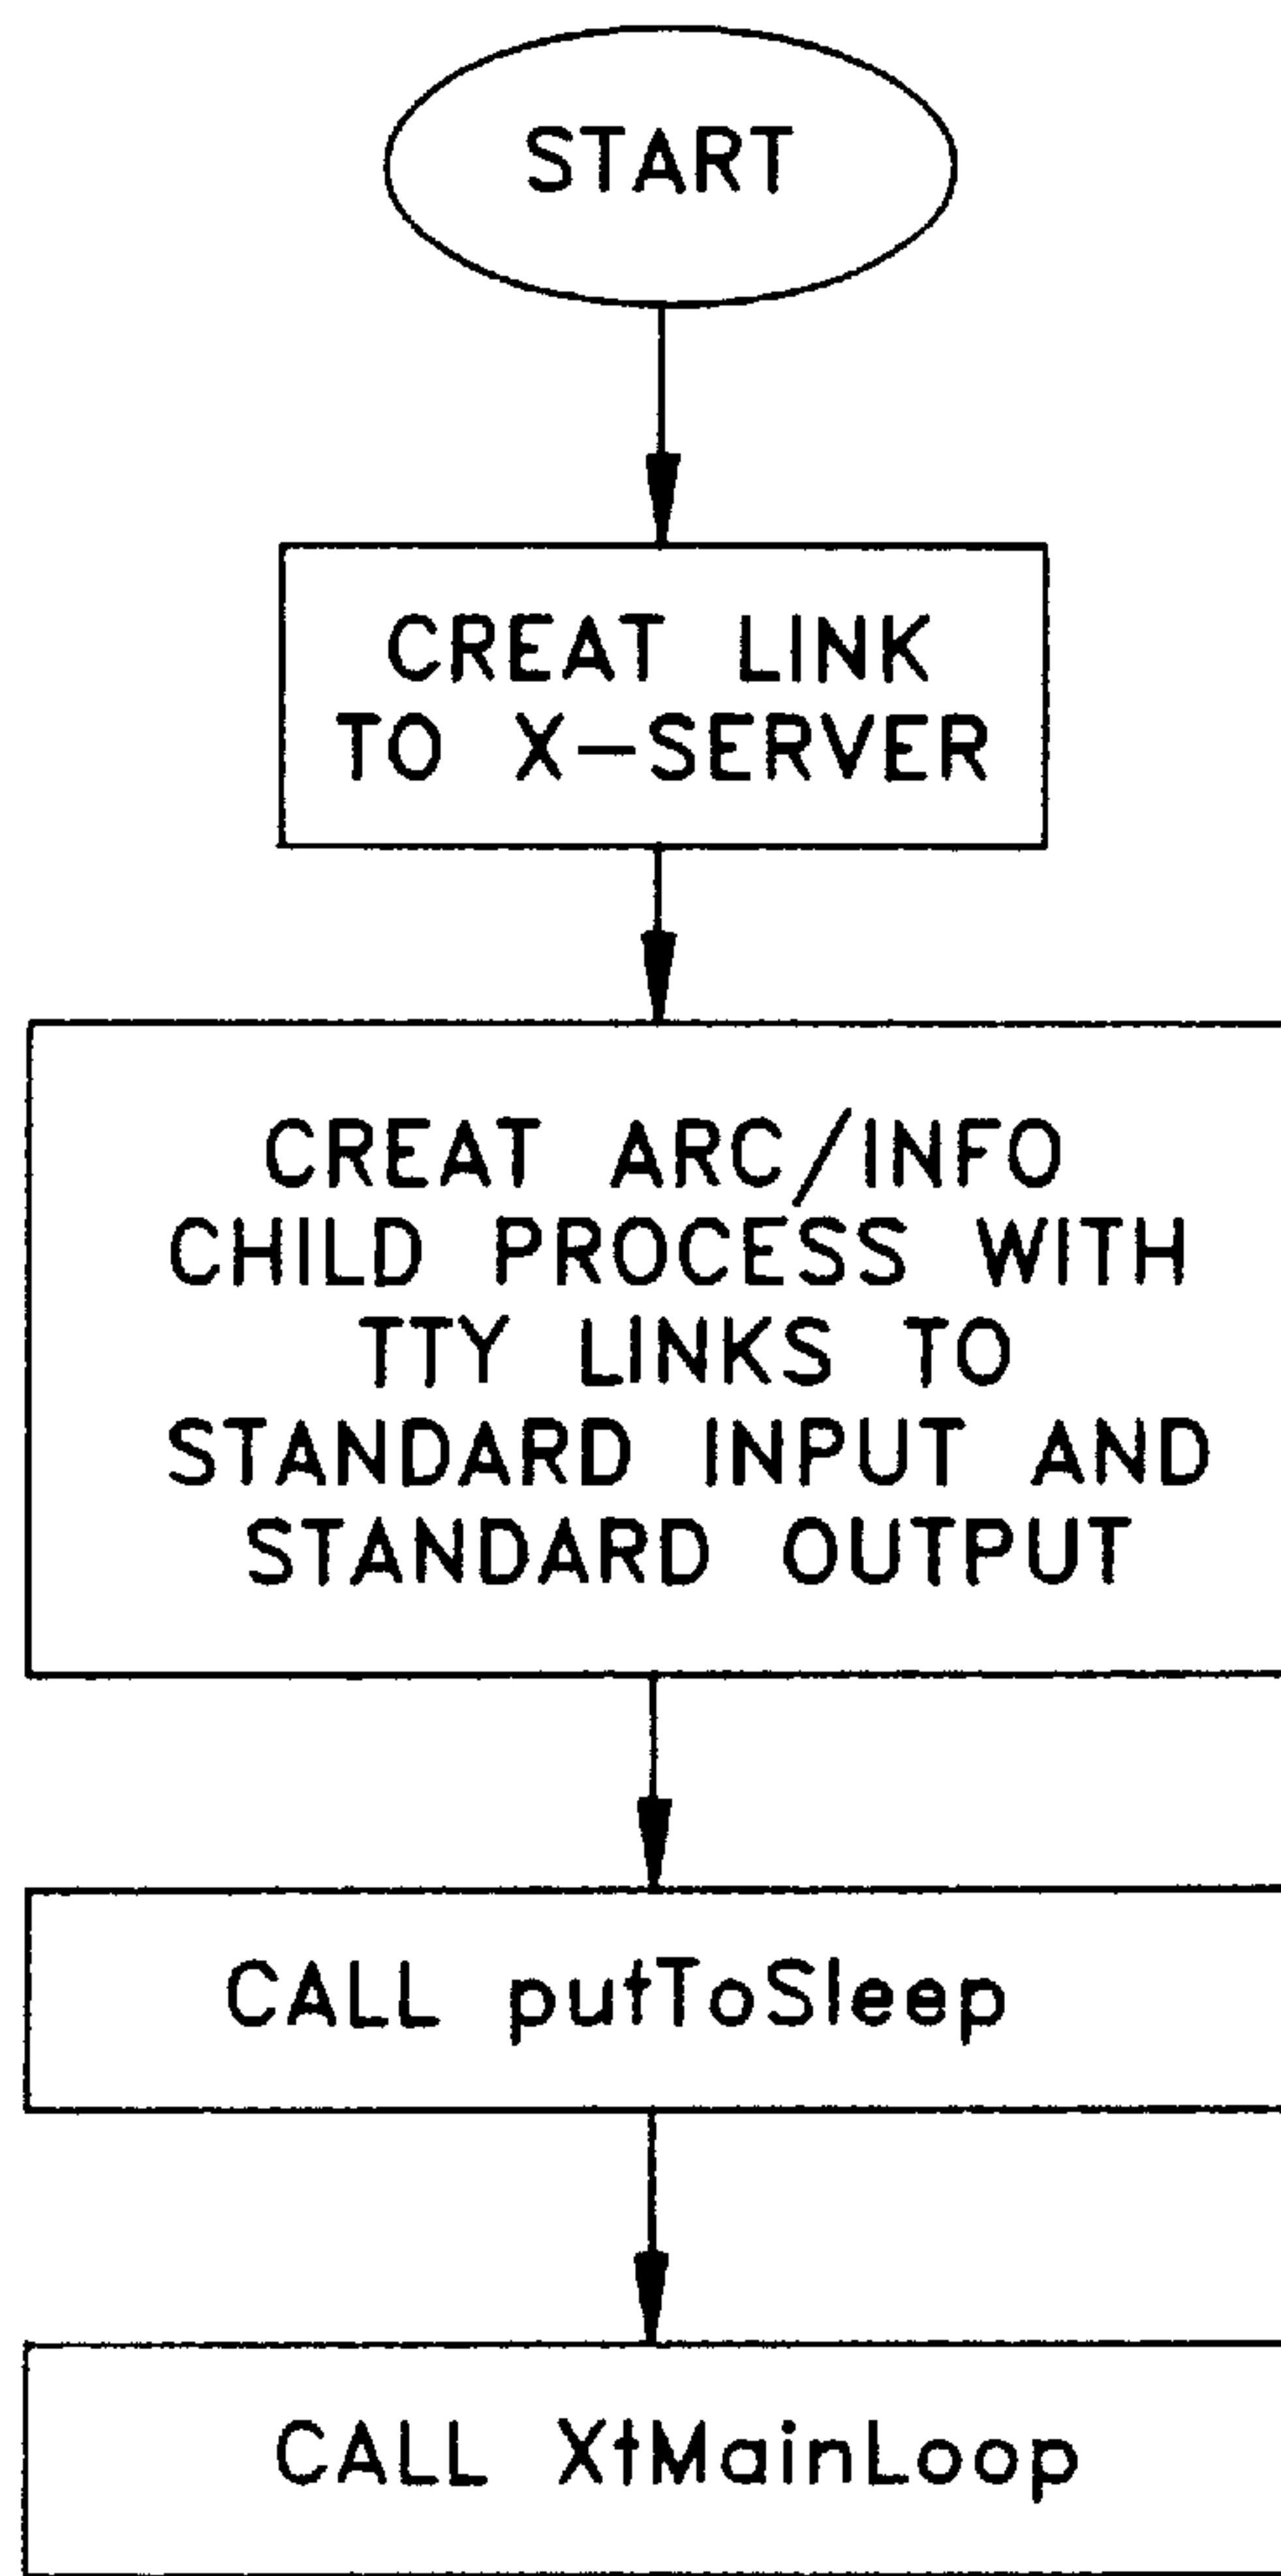 START
CREAT LINK
TO X-SERVER
CREAT ARC/INFO
CHILD PROCESS WITH
TTY LINKS TO
STANDARD INPUT AND
STANDARD OUTPUT
CALL putToSleep
CALL XtMainLoop